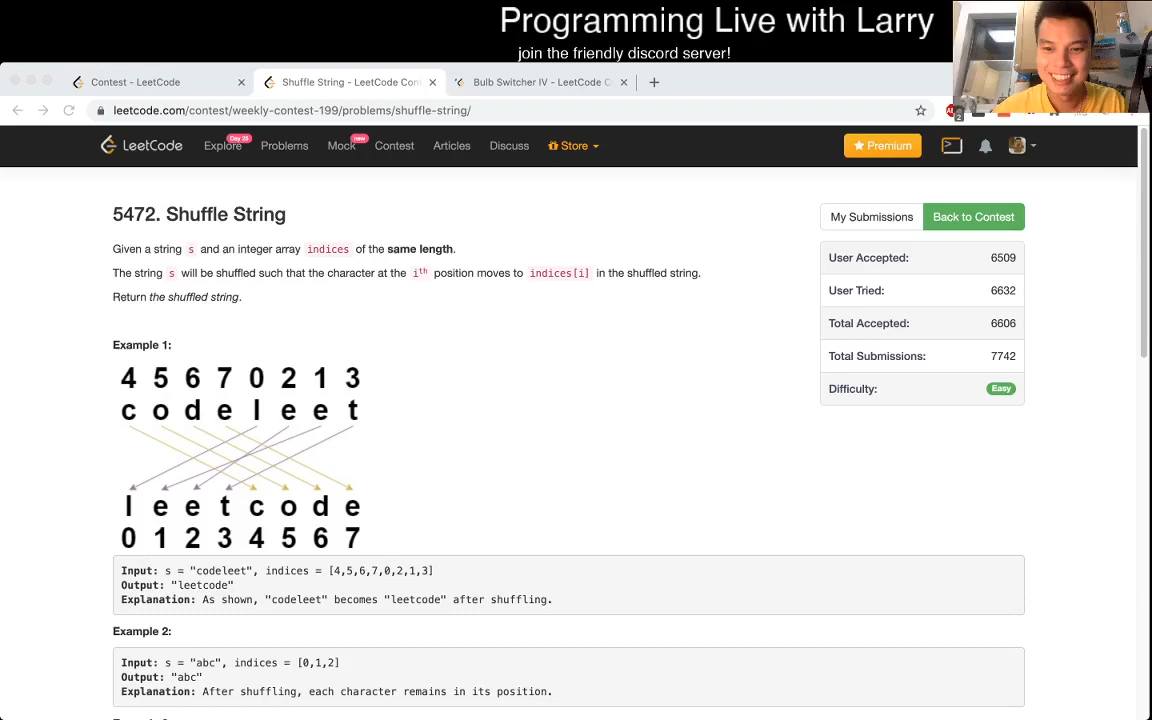 Programming Live with Larry
join the friendly discord server!
Contest - LeetCode
Shuffle String - LeetCode Con
Bulb Switcher IV - LeetCode C
leetcode.com/contest/weekly-contest-199/problems/shuffle-string/
2
LeetCode
Explore
Day 25
Problems
Mock
new
Contest
Articles
Discuss
Store
Premium
5472. Shuffle String
My Submissions
Back to Contest
Given a string s and an integer array indices of the same length.
The string s will be shuffled such that the character at the ith position moves to indices[i] in the shuffled string.
Return the shuffled string.
User Accepted: 6509
User Tried: 6632
Total Accepted: 6606
Total Submissions: 7742
Difficulty: Easy
Example 1:
4 5 6 7 0 2 1 3
c o d e l e e t
l e e t c o d e
0 1 2 3 4 5 6 7
Input: s = "codeleet", indices = [4,5,6,7,0,2,1,3]
Output: "leetcode"
Explanation: As shown, "codeleet" becomes "leetcode" after shuffling.
Example 2:
Input: s = "abc", indices = [0,1,2]
Output: "abc"
Explanation: After shuffling, each character remains in its position.